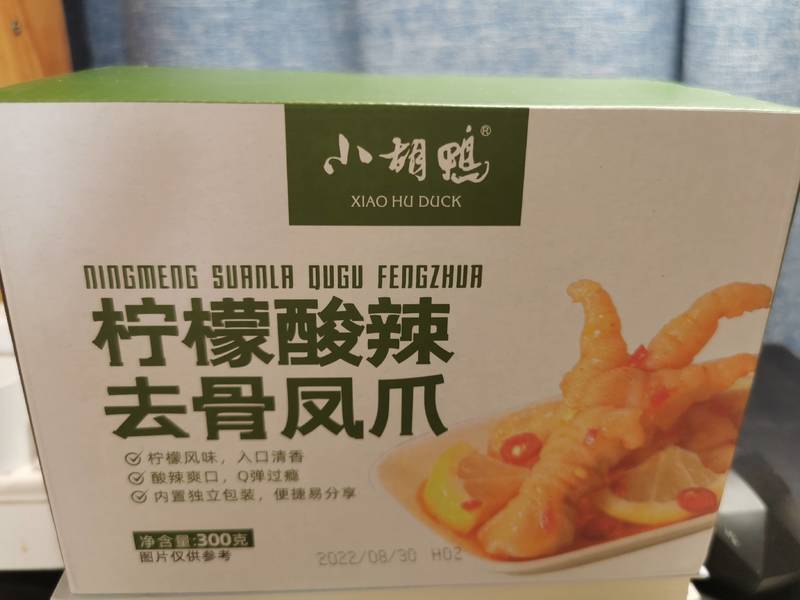 小胡鸭®
XIAO HU DUCK
NINGMENG SUANLA QUGU FENGZHUA
柠檬酸辣
去骨凤爪
柠檬风味，入口清香
酸辣爽口，Q弹过瘾
内置独立包装，便捷易分享
净含量:300克
图片仅供参考
2022/08/30 H02